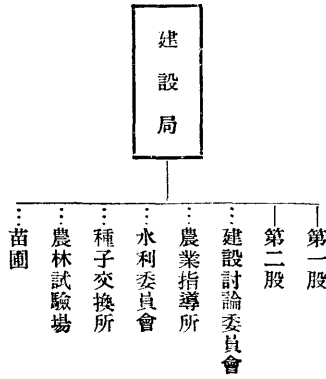 建設局
第一股
第二股
建設討論委員會
農業指導所
水利委員會
種子交換所
農林試驗場
苗圃